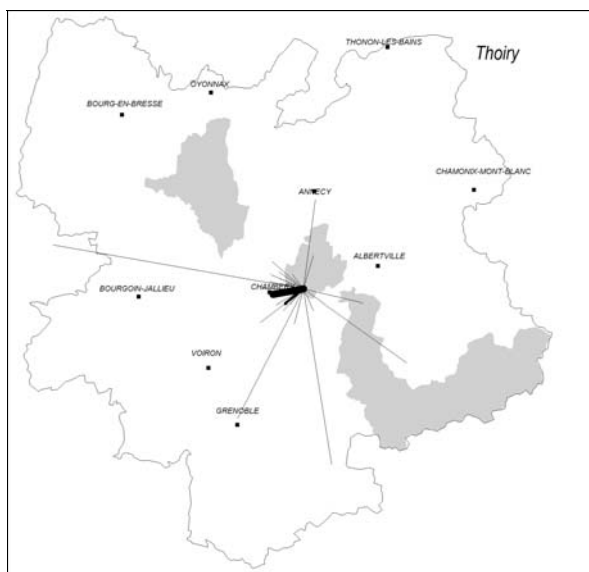 THONON-LES-BAINS
Thoiry
OYONNAX
BOURG-EN-BRESSE
CHAMONIX-MONT-BLANC
ANNECY
ALBERTVILLE
BOURGOIN-JALLIEU
VOIRON
GRENOBLE